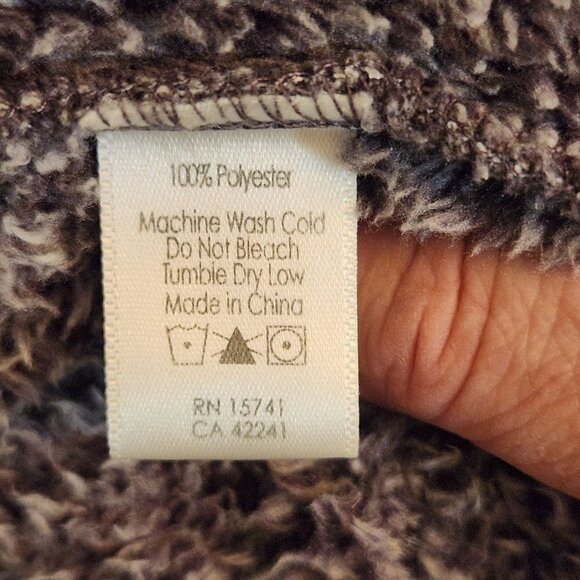 100% Polyester
Machine Wash Cold
Do Not Bleach
Tumble Dry Low
Made in China
RN 15741
CA 42241